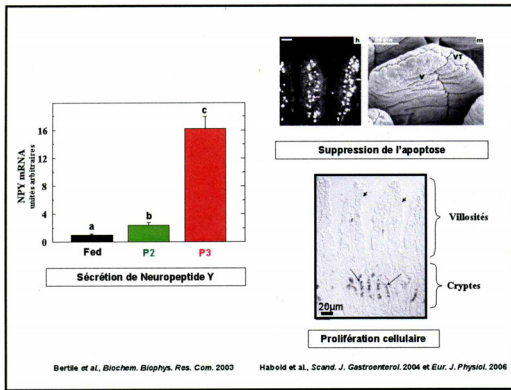 NPY mRNA
unités arbitraires
16
12
8
4
0
a
b
c
Fed
P2
P3
Sécrétion de Neuropeptide Y
h
m
VT
V
Suppression de l'apoptose
Villosités
Cryptes
20µm
Prolifération cellulaire
Bertile et al., Biochem. Biophys. Res. Com. 2003
Habold et al., Scand. J. Gastroenterol. 2004 et Eur. J. Physiol. 2006